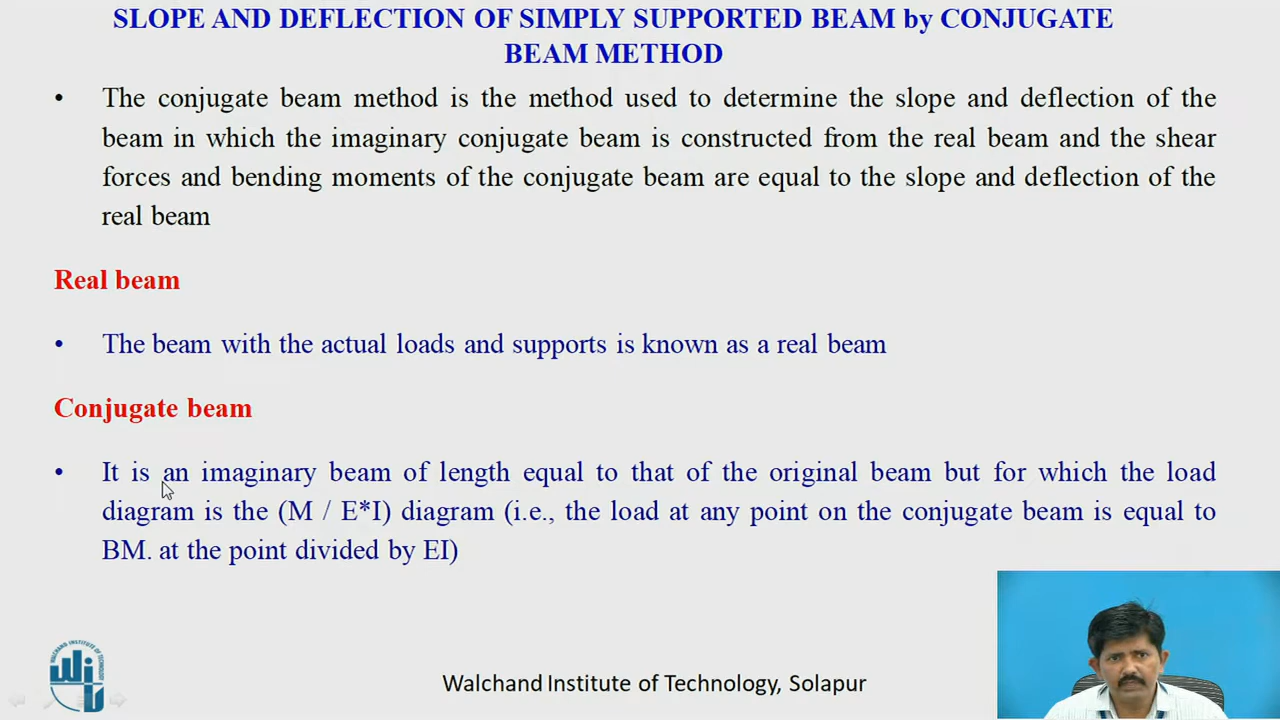 SLOPE AND DEFLECTION OF SIMPLY SUPPORTED BEAM by CONJUGATE
BEAM METHOD
• The conjugate beam method is the method used to determine the slope and deflection of the
beam in which the imaginary conjugate beam is constructed from the real beam and the shear
forces and bending moments of the conjugate beam are equal to the slope and deflection of the
real beam
Real beam
• The beam with the actual loads and supports is known as a real beam
Conjugate beam
• It is an imaginary beam of length equal to that of the original beam but for which the load
diagram is the (M / E*I) diagram (i.e., the load at any point on the conjugate beam is equal to
BM. at the point divided by EI)
WALCHAND INSTITUTE OF TECHNOLOGY
WIT
Walchand Institute of Technology, Solapur